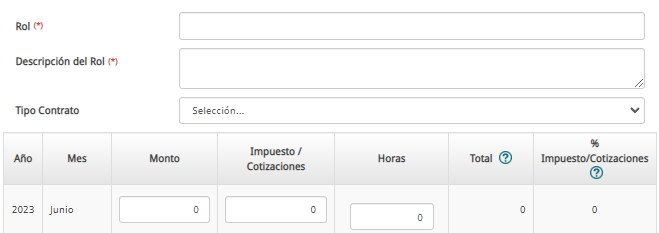 Rol (*)
Descripción del Rol (*)
Tipo Contrato Selección...
Año Mes Monto Impuesto / Cotizaciones Horas Total ? % Impuesto/Cotizaciones ?
2023 Junio 0 0 0 0 0